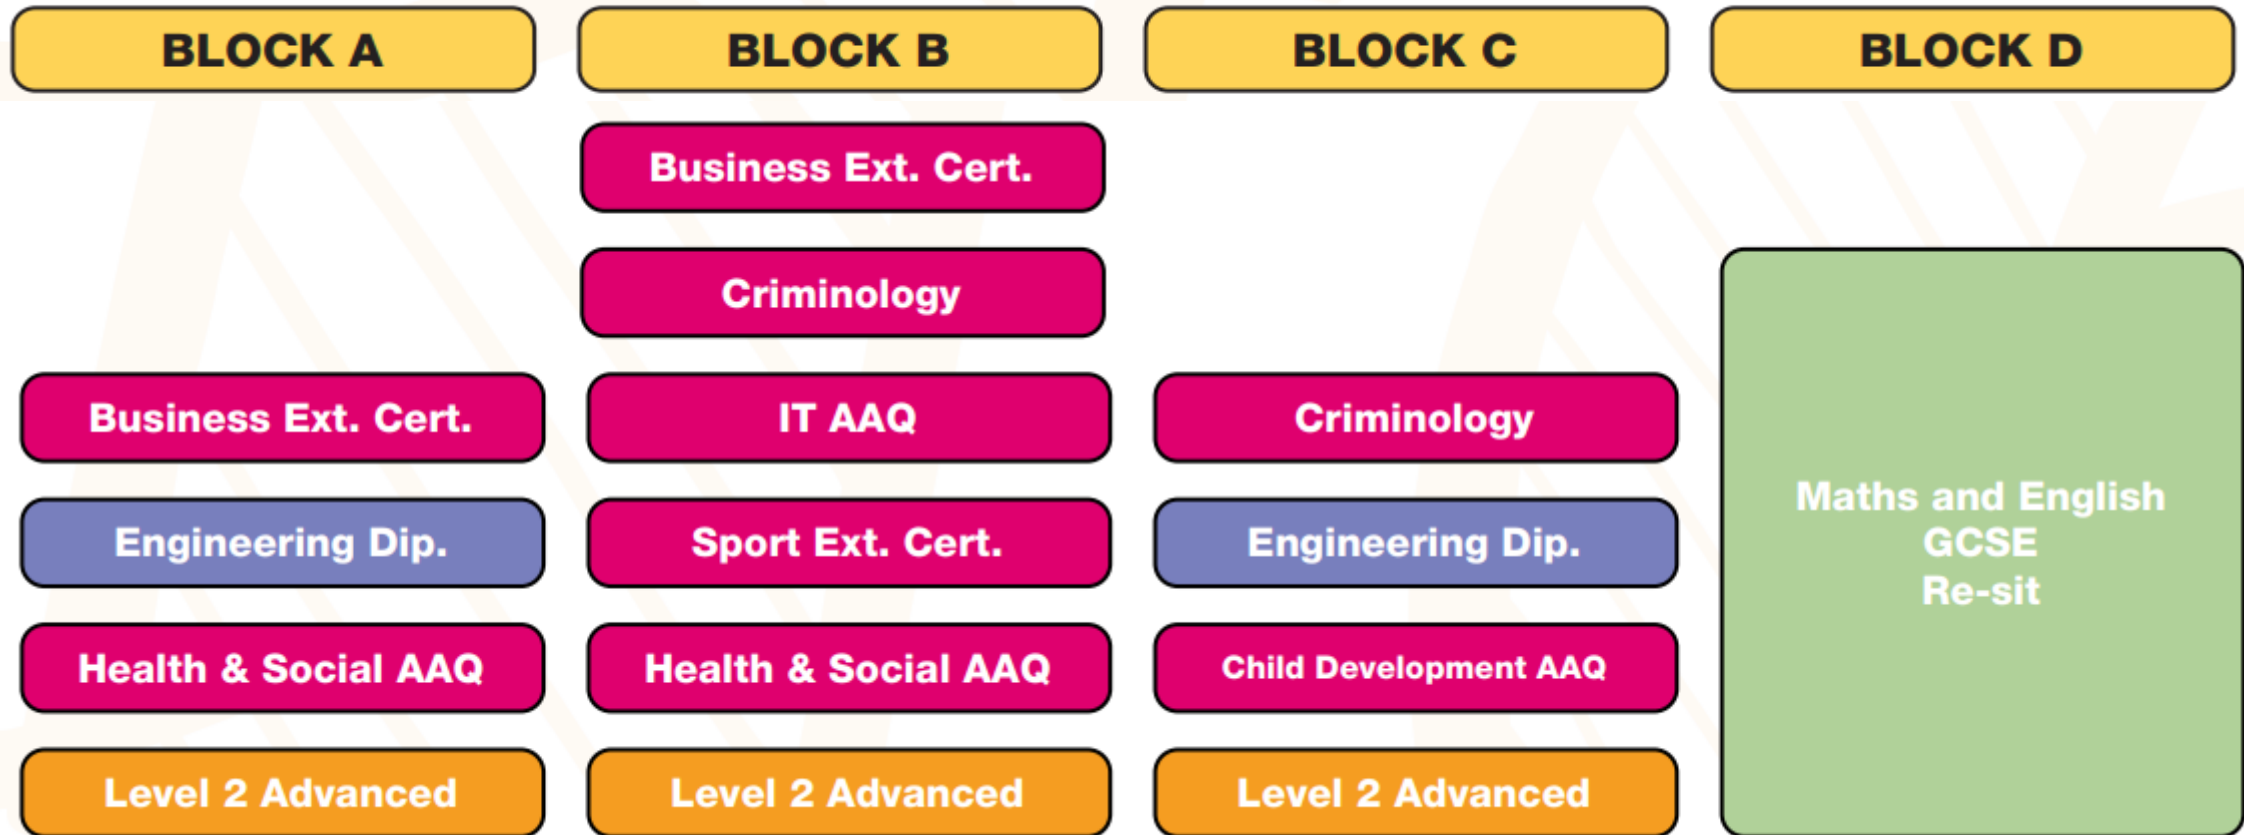 BLOCK A
BLOCK B
BLOCK C
BLOCK D
Business Ext. Cert.
Criminology
Business Ext. Cert.
IT AAQ
Criminology
Engineering Dip.
Sport Ext. Cert.
Engineering Dip.
Health & Social AAQ
Health & Social AAQ
Child Development AAQ
Level 2 Advanced
Level 2 Advanced
Level 2 Advanced
Maths and English
GCSE
Re-sit